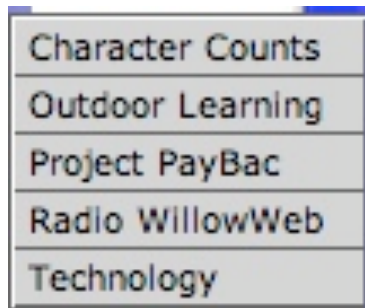 Character Counts
Outdoor Learning
Project PayBac
Radio WillowWeb
Technology